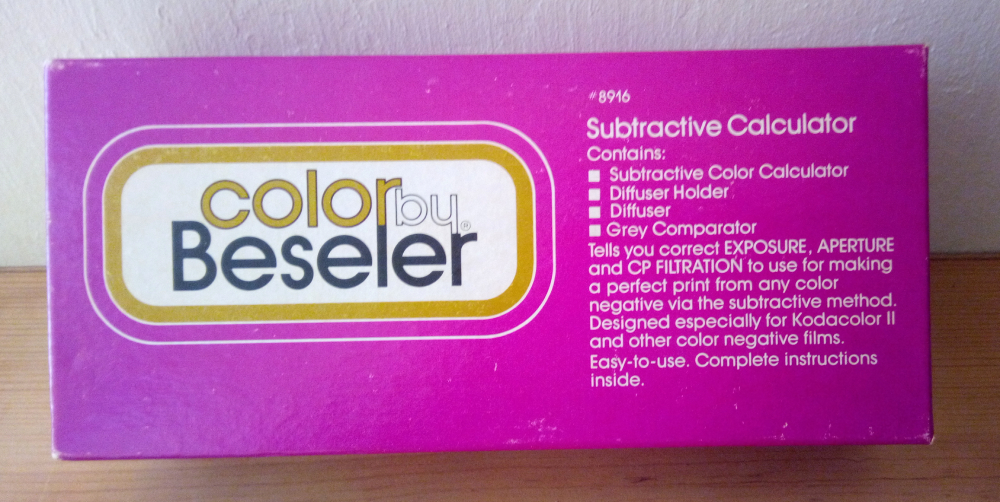 color by
Beseler®
#8916
Subtractive Calculator
Contains:
■ Subtractive Color Calculator
■ Diffuser Holder
■ Diffuser
■ Grey Comparator
Tells you correct EXPOSURE, APERTURE
and CP FILTRATION to use for making
a perfect print from any color
negative via the subtractive method.
Designed especially for Kodacolor II
and other color negative films.
Easy-to-use. Complete instructions
inside.